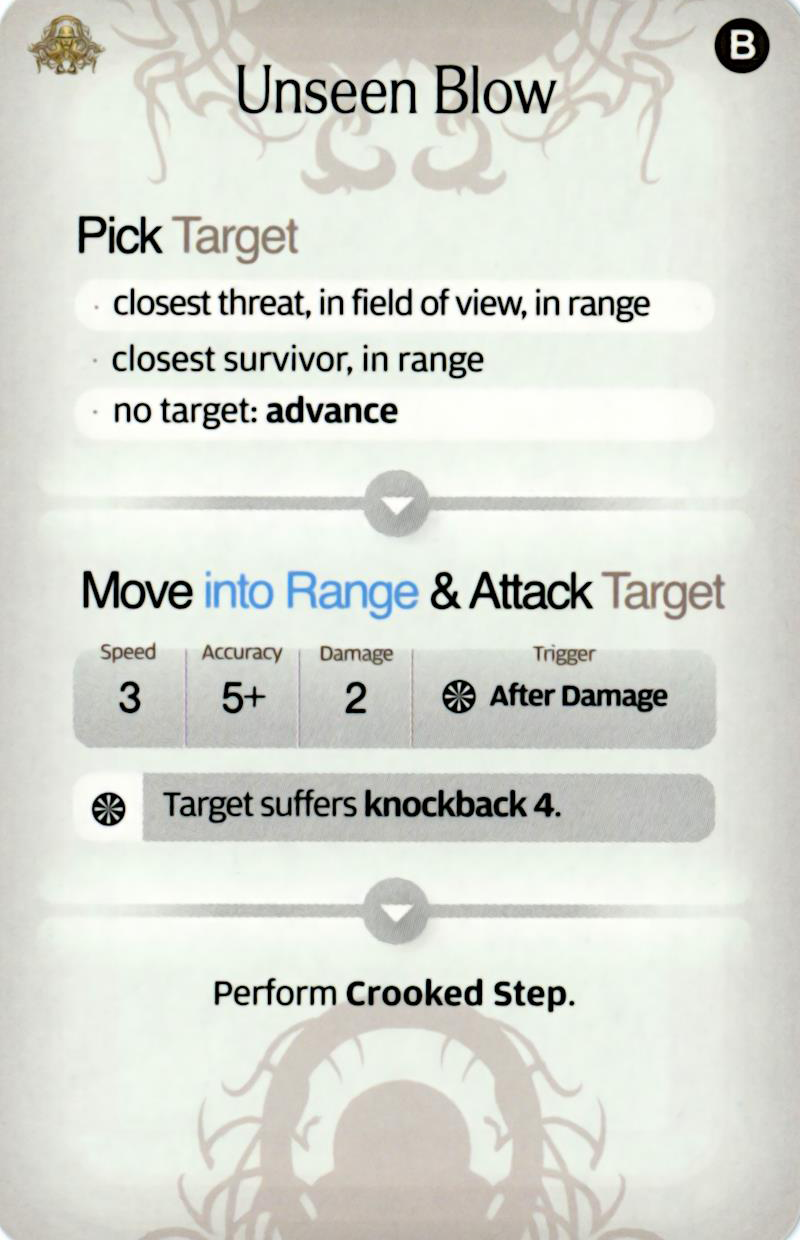 B
Unseen Blow
Pick Target
· closest threat, in field of view, in range
· closest survivor, in range
· no target: advance
Move into Range & Attack Target
Speed Accuracy Damage Trigger
3 5+ 2 After Damage
Target suffers knockback 4.
Perform Crooked Step.